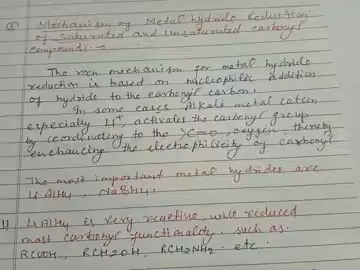 ① Mechanism of Metal hydride Reduction
of saturated and unsaturated carbonyl
compounds :→
The rxn mechanism for metal hydride
reduction is based on nucleophilic addition
of hydride to the carbonyl carbon.
In some cases Alkali metal cation
especially Li⁺, activates the carbonyl group
by coordinating to the >C=O, oxygen, thereby
enhancing the electrophilicity of carbonyl
The most important metal hydrides are
LiAlH4, NaBH4.
1) LiAlH4 is very reactive, will reduced
most carbonyl functionality such as.
RCOOH, RCH2OH, RCH2NH2 etc.